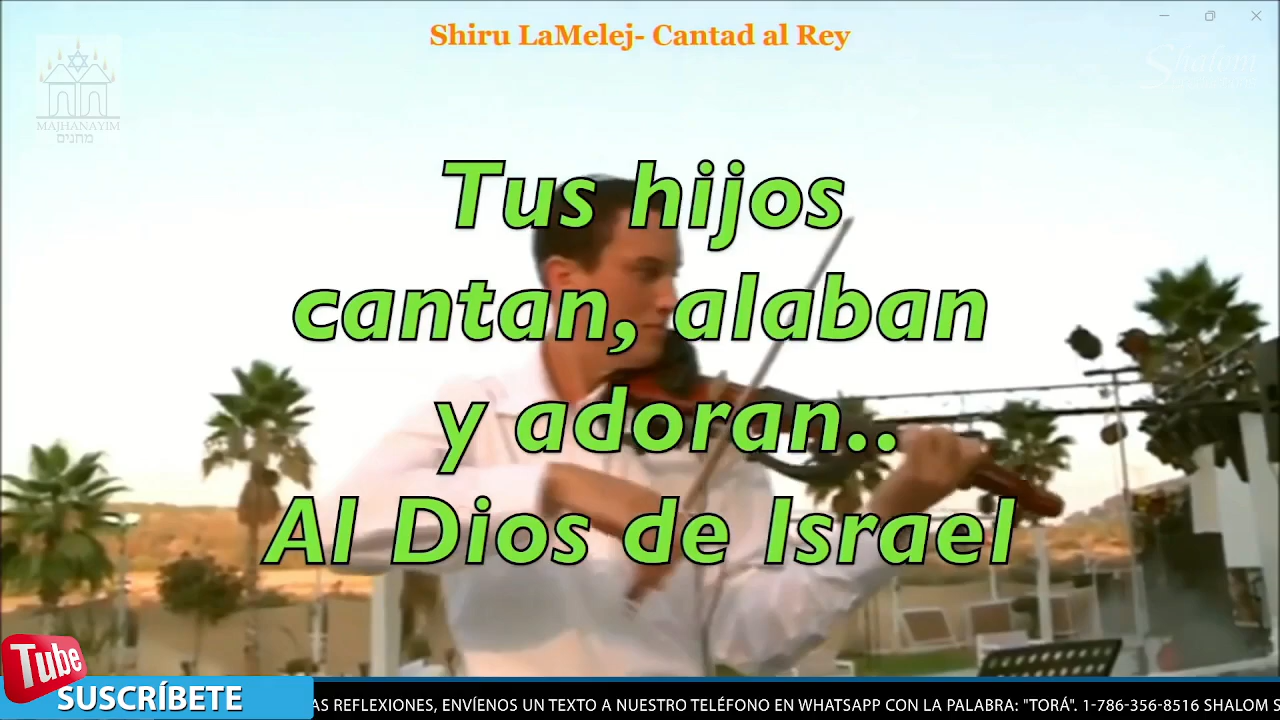 Shiru LaMelej- Cantad al Rey
Shalom
MAJHANAYIM
מחנים
Tus hijos
cantan, alaban
y adoran..
Al Dios de Israel
Tube
SUSCRÍBETE
AS REFLEXIONES, ENVÍENOS UN TEXTO A NUESTRO TELÉFONO EN WHATSAPP CON LA PALABRA: "TORÁ". 1-786-356-8516 SHALOM S